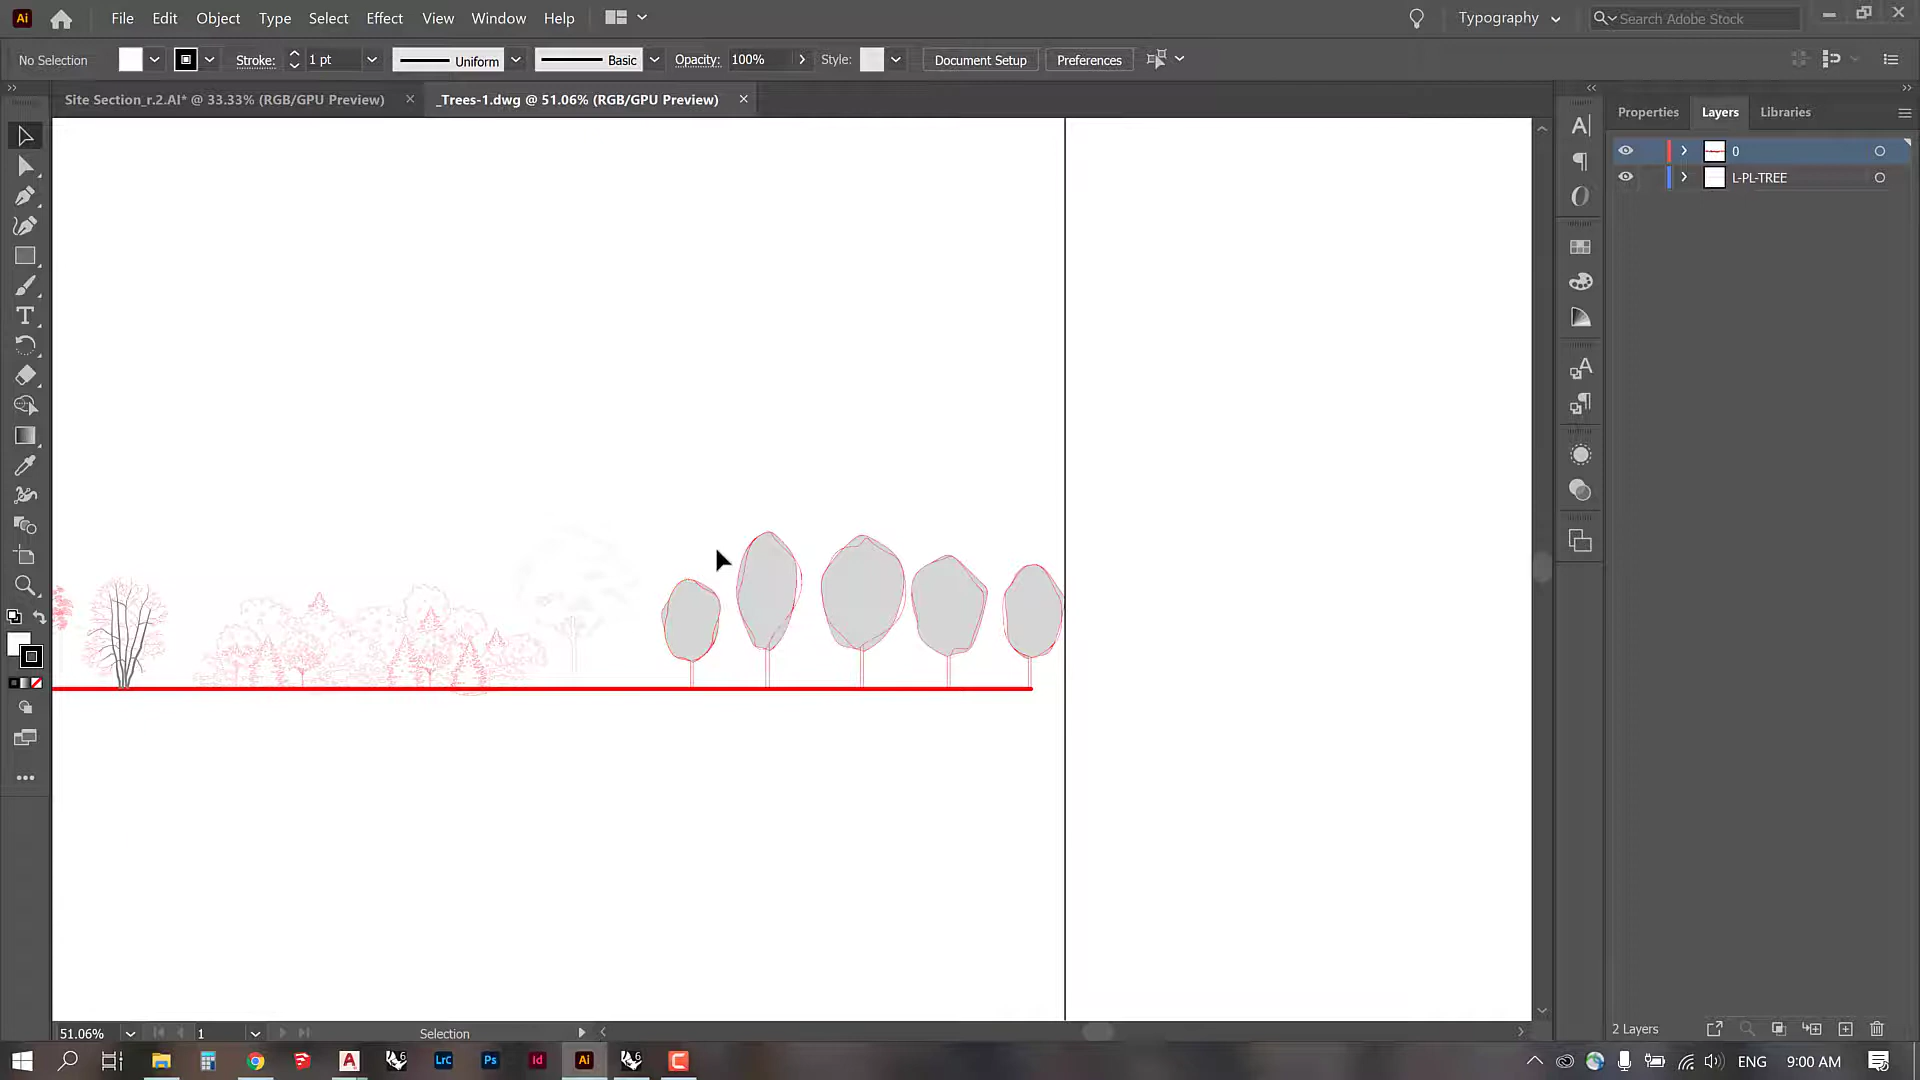 Ai File Edit Object Type Select Effect View Window Help Typography Search Adobe Stock
No Selection Stroke: 1 pt Uniform Basic Opacity: 100% Style: Document Setup Preferences
Site Section_r.2.AI* @ 33.33% (RGB/GPU Preview) _Trees-1.dwg @ 51.06% (RGB/GPU Preview)
Properties Layers Libraries
0
L-PL-TREE
51.06% 1 Selection 2 Layers
LrC Ps Id Ai ENG 9:00 AM